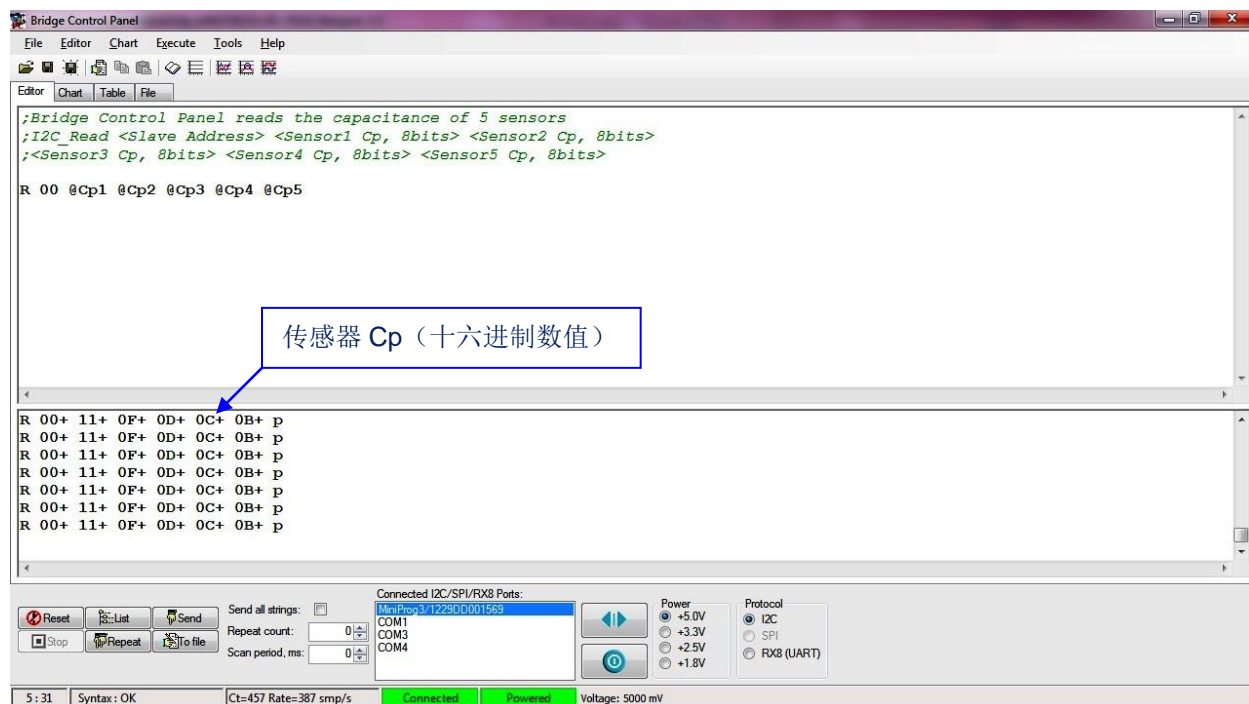 Bridge Control Panel
File Editor Chart Execute Tools Help
Editor Chart Table File
;Bridge Control Panel reads the capacitance of 5 sensors
;I2C_Read <Slave Address> <Sensor1 Cp, 8bits> <Sensor2 Cp, 8bits>
;<Sensor3 Cp, 8bits> <Sensor4 Cp, 8bits> <Sensor5 Cp, 8bits>
R 00 @Cp1 @Cp2 @Cp3 @Cp4 @Cp5
传感器 Cp（十六进制数值）
R 00+ 11+ 0F+ 0D+ 0C+ 0B+ p
R 00+ 11+ 0F+ 0D+ 0C+ 0B+ p
R 00+ 11+ 0F+ 0D+ 0C+ 0B+ p
R 00+ 11+ 0F+ 0D+ 0C+ 0B+ p
R 00+ 11+ 0F+ 0D+ 0C+ 0B+ p
R 00+ 11+ 0F+ 0D+ 0C+ 0B+ p
R 00+ 11+ 0F+ 0D+ 0C+ 0B+ p
Reset List Send
Stop Repeat To file
Send all strings:
Repeat count: 0
Scan period, ms: 0
Connected I2C/SPI/RX8 Ports:
MiniProg3/1229DD001569
COM1
COM3
COM4
Power
+5.0V
+3.3V
+2.5V
+1.8V
Protocol
I2C
SPI
RX8 (UART)
5 : 31 Syntax : OK Ct=457 Rate=387 smp/s Connected Powered Voltage: 5000 mV